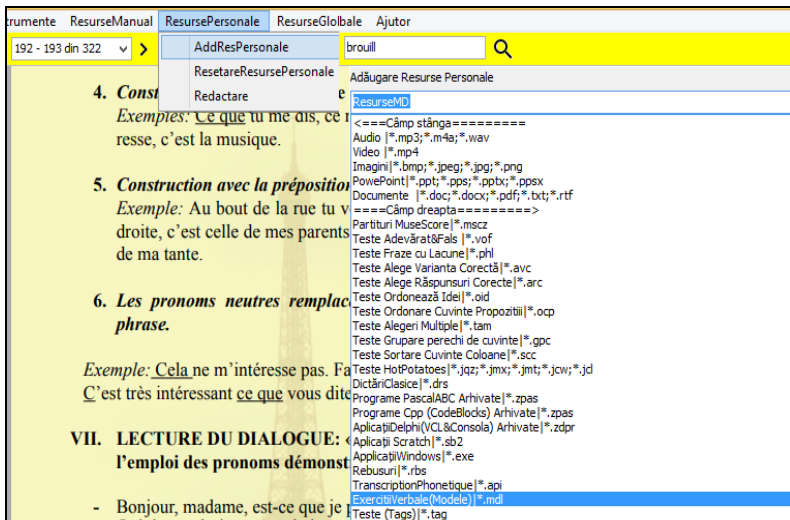 trumente ResurseManual ResursePersonale ResurseGlolbale Ajutor
192 - 193 din 322 AddResPersonale brouill
ResetareResursePersonale
Redactare
Adăugare Resurse Personale
ResurseMD
<===Câmp stânga=========
Audio |*.mp3;*.m4a;*.wav
Video |*.mp4
Imagini|*.bmp;*.jpeg;*.jpg;*.png
PowePoint|*.ppt;*.pps;*.pptx;*.ppsx
Documente |*.doc;*.docx;*.pdf;*.txt;*.rtf
====Câmp dreapta=========>
Partituri MuseScore|*.mscz
Teste Adevărat&Fals |*.vof
Teste Fraze cu Lacune|*.phl
Teste Alege Varianta Corectă|*.avc
Teste Alege Răspunsuri Corecte|*.arc
Teste Ordonează Idei|*.oid
Teste Ordonare Cuvinte Propozitiii|*.ocp
Teste Alegeri Multiple|*.tam
Teste Grupare perechi de cuvinte|*.gpc
Teste Sortare Cuvinte Coloane|*.scc
Teste HotPotatoes|*.jqz;*.jmx;*.jmt;*.jcw;*.jcl
DictăriClasice|*.drs
Programe PascalABC Arhivate|*.zpas
Programe Cpp (CodeBlocks) Arhivate|*.zpas
AplicațiiDelphi(VCL&Consola) Arhivate|*.zdpr
Aplicații Scratch|*.sb2
ApplicațiiWindows|*.exe
Rebusuri|*.rbs
TranscriptionPhonetique|*.api
ExercitiiVerbale(Modele)|*.mdl
Teste (Tags)|*.tag
4. Const e
Exemples: Ce que tu me dis, ce
resse, c’est la musique.
5. Construction avec la préposition
Exemple: Au bout de la rue tu v
droite, c’est celle de mes parents
de ma tante.
6. Les pronoms neutres remplac
phrase.
Exemple: Cela ne m’intéresse pas. Fa
C’est très intéressant ce que vous dite
VII. LECTURE DU DIALOGUE: «
l’emploi des pronoms démonst
- Bonjour, madame, est-ce que je